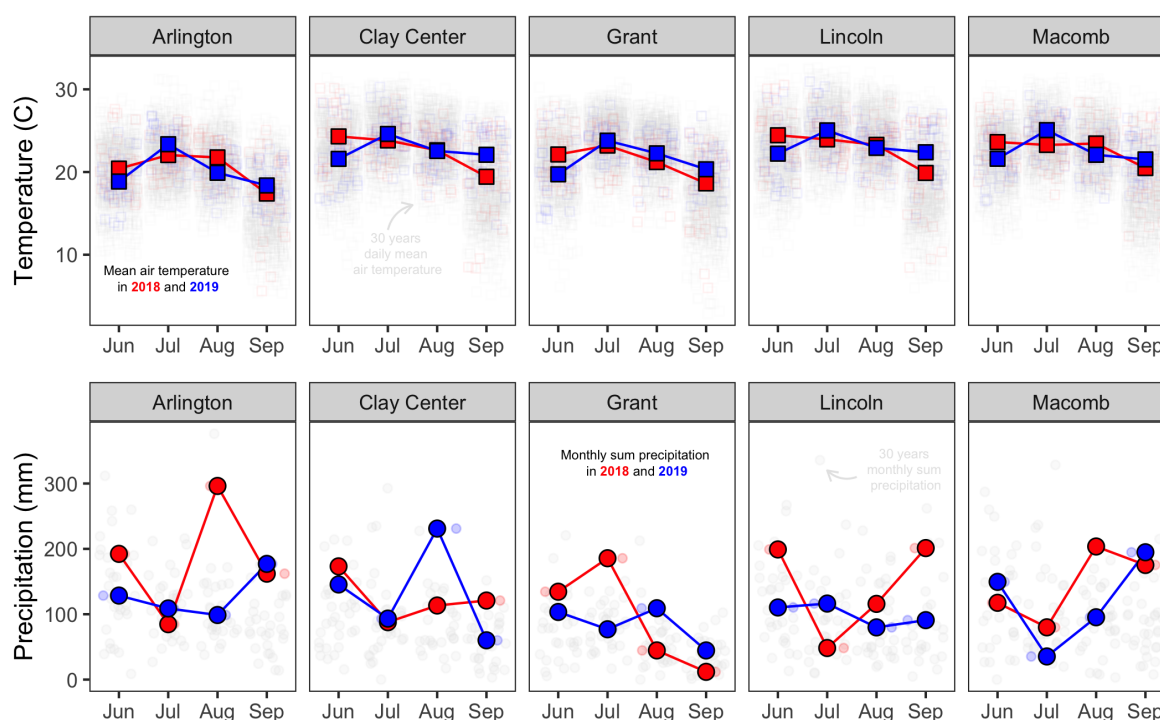 Arlington Clay Center Grant Lincoln Macomb
Temperature (C)
30
20
10
30 years
daily mean
air temperature
Mean air temperature
in 2018 and 2019
Jun Jul Aug Sep Jun Jul Aug Sep Jun Jul Aug Sep Jun Jul Aug Sep Jun Jul Aug Sep
Arlington Clay Center Grant Lincoln Macomb
Precipitation (mm)
300
200
100
0
Monthly sum precipitation
in 2018 and 2019
30 years
monthly sum
precipitation
Jun Jul Aug Sep Jun Jul Aug Sep Jun Jul Aug Sep Jun Jul Aug Sep Jun Jul Aug Sep